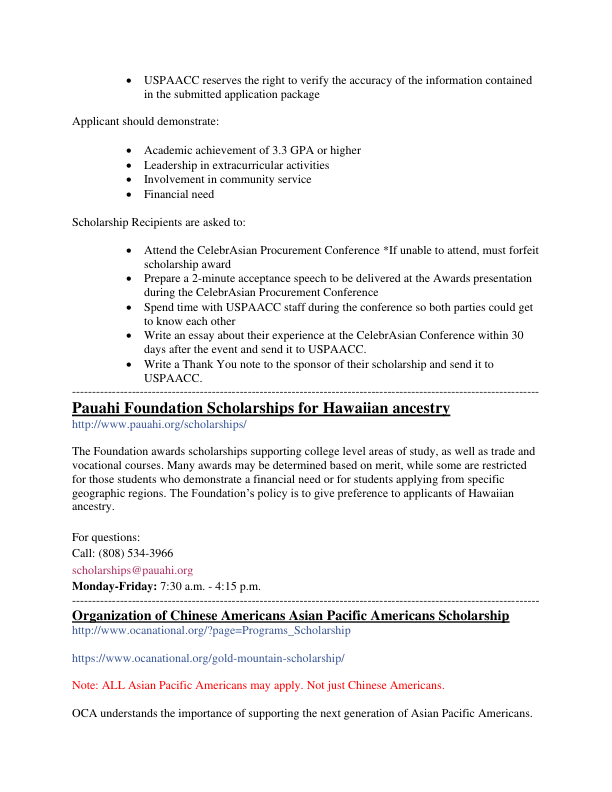 • USPAACC reserves the right to verify the accuracy of the information contained
in the submitted application package
Applicant should demonstrate:
• Academic achievement of 3.3 GPA or higher
• Leadership in extracurricular activities
• Involvement in community service
• Financial need
Scholarship Recipients are asked to:
• Attend the CelebrAsian Procurement Conference *If unable to attend, must forfeit
scholarship award
• Prepare a 2-minute acceptance speech to be delivered at the Awards presentation
during the CelebrAsian Procurement Conference
• Spend time with USPAACC staff during the conference so both parties could get
to know each other
• Write an essay about their experience at the CelebrAsian Conference within 30
days after the event and send it to USPAACC.
• Write a Thank You note to the sponsor of their scholarship and send it to
USPAACC.
---------------------------------------------------------------------------------------------------------------------
Pauahi Foundation Scholarships for Hawaiian ancestry
http://www.pauahi.org/scholarships/
The Foundation awards scholarships supporting college level areas of study, as well as trade and
vocational courses. Many awards may be determined based on merit, while some are restricted
for those students who demonstrate a financial need or for students applying from specific
geographic regions. The Foundation’s policy is to give preference to applicants of Hawaiian
ancestry.
For questions:
Call: (808) 534-3966
scholarships@pauahi.org
Monday-Friday: 7:30 a.m. - 4:15 p.m.
---------------------------------------------------------------------------------------------------------------------
Organization of Chinese Americans Asian Pacific Americans Scholarship
http://www.ocanational.org/?page=Programs_Scholarship
https://www.ocanational.org/gold-mountain-scholarship/
Note: ALL Asian Pacific Americans may apply. Not just Chinese Americans.
OCA understands the importance of supporting the next generation of Asian Pacific Americans.